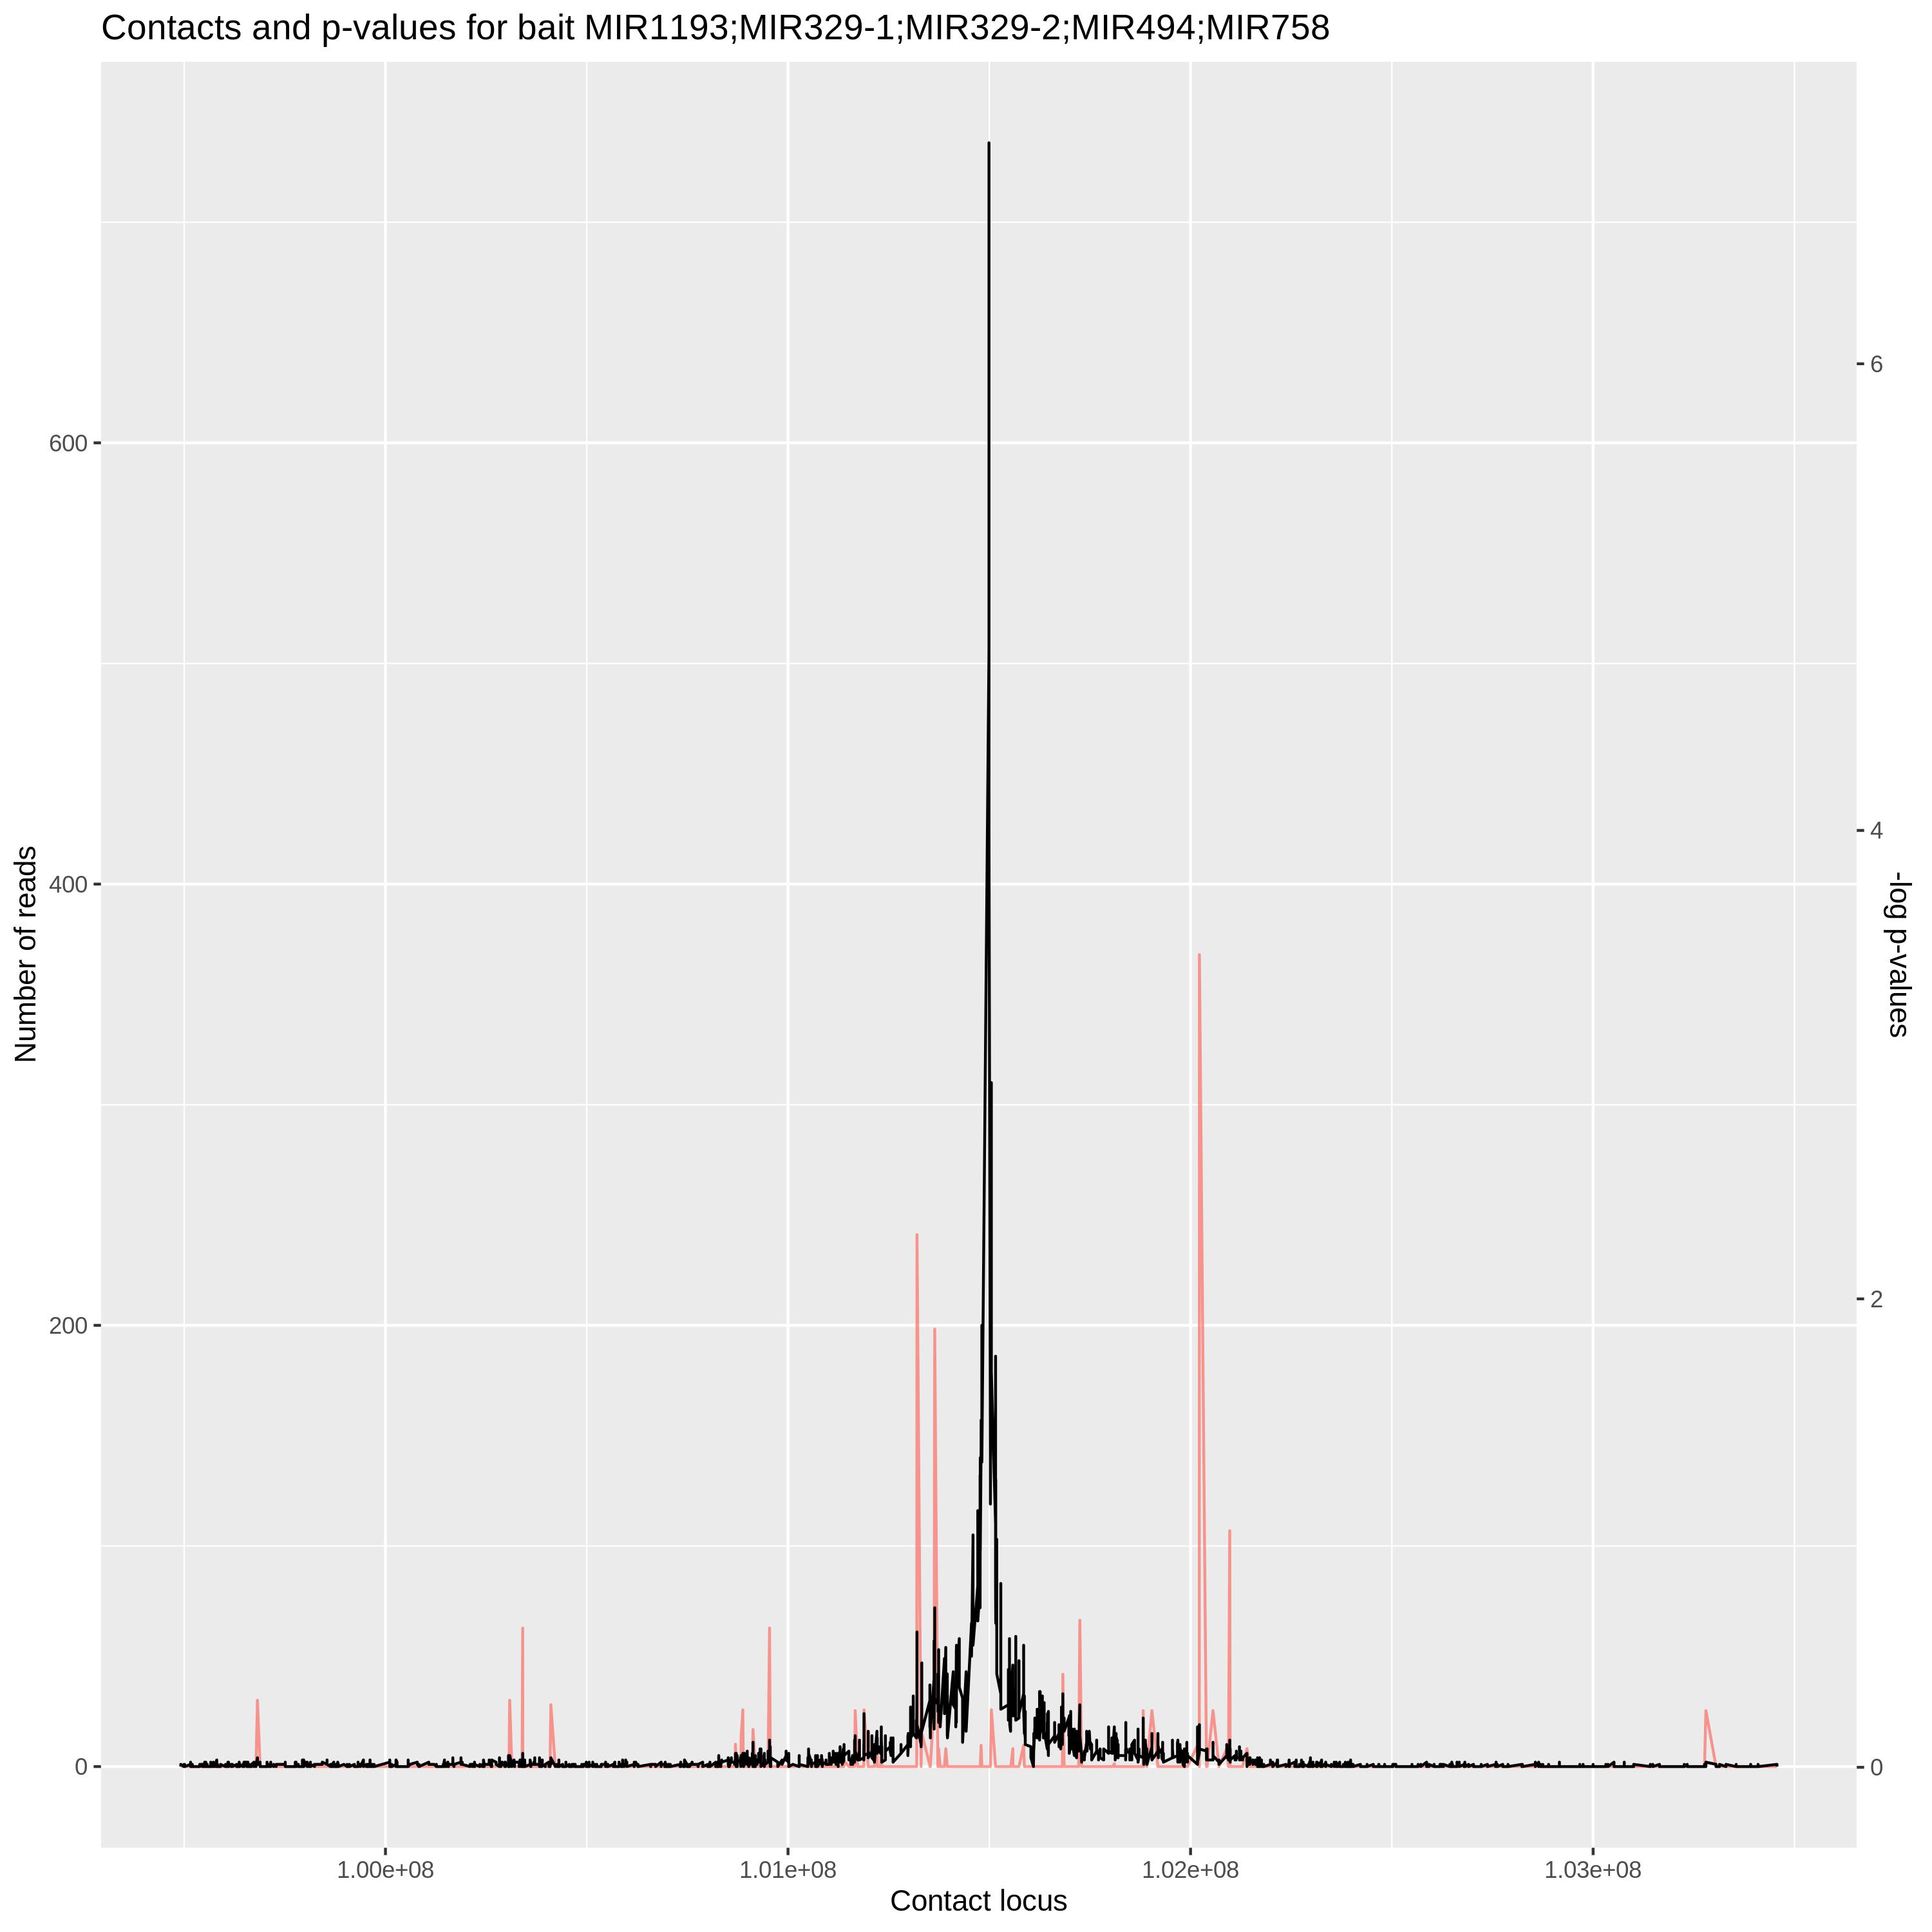 Contacts and p-values for bait MIR1193;MIR329-1;MIR329-2;MIR494;MIR758
Number of reads
600
400
200
0
6
4
2
0
-log p-values
1.00e+08
1.01e+08
1.02e+08
1.03e+08
Contact locus